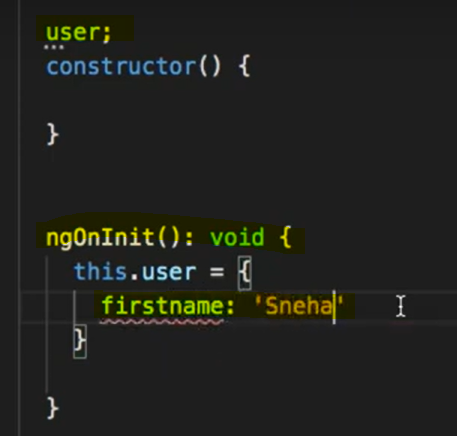 user;
constructor() {
}
ngOnInit(): void {
this.user = {
firstname: 'Sneha'
}
}